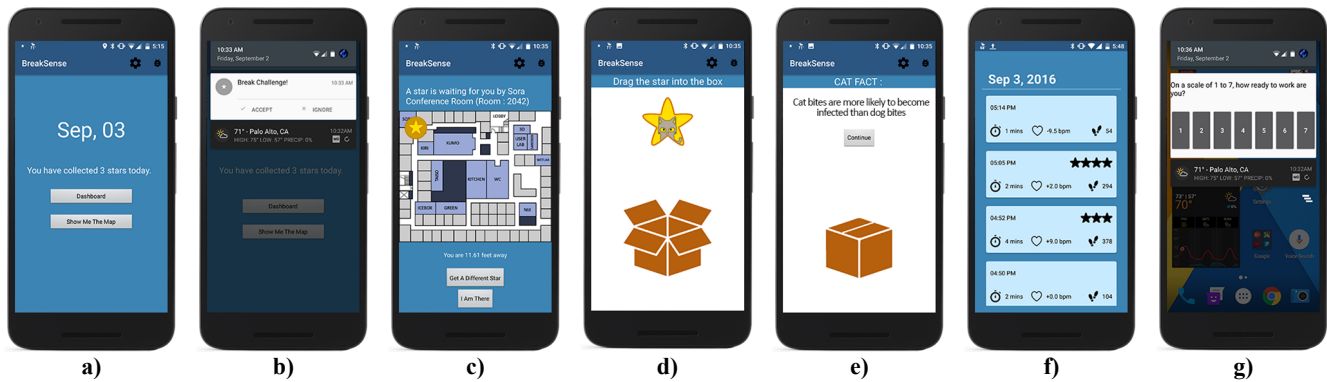 5:15
BreakSense
Sep, 03
You have collected 3 stars today.
Dashboard
Show Me The Map
a)
10:33 AM
Friday, September 2
Break Challenge!
10:33 AM
ACCEPT
IGNORE
71° - Palo Alto, CA
10:32AM
HIGH: 75° LOW: 57° PRECIP: 0%
You have collected 3 stars today.
Dashboard
Show Me The Map
b)
10:35
BreakSense
A star is waiting for you by Sora
Conference Room (Room : 2042)
LOBBY
KUMO
USER
LAB
TAIGO
KITCHEN
WC
ICEBOX
GREEN
You are 11.61 feet away
Get A Different Star
I Am There
c)
10:35
BreakSense
Drag the star into the box
d)
10:35
BreakSense
CAT FACT :
Cat bites are more likely to become
infected than dog bites
Continue
e)
5:48
Sep 3, 2016
05:14 PM
1 mins
-9.5 bpm
54
05:05 PM
2 mins
+2.0 bpm
294
04:52 PM
4 mins
+9.0 bpm
378
04:50 PM
2 mins
+0.0 bpm
104
f)
10:36 AM
Friday, September 2
On a scale of 1 to 7, how ready to work are
you?
1 2 3 4 5 6 7
71° - Palo Alto, CA
10:32AM
HIGH: 75° LOW: 57° PRECIP: 0%
Settings
Google
Voice Search
g)